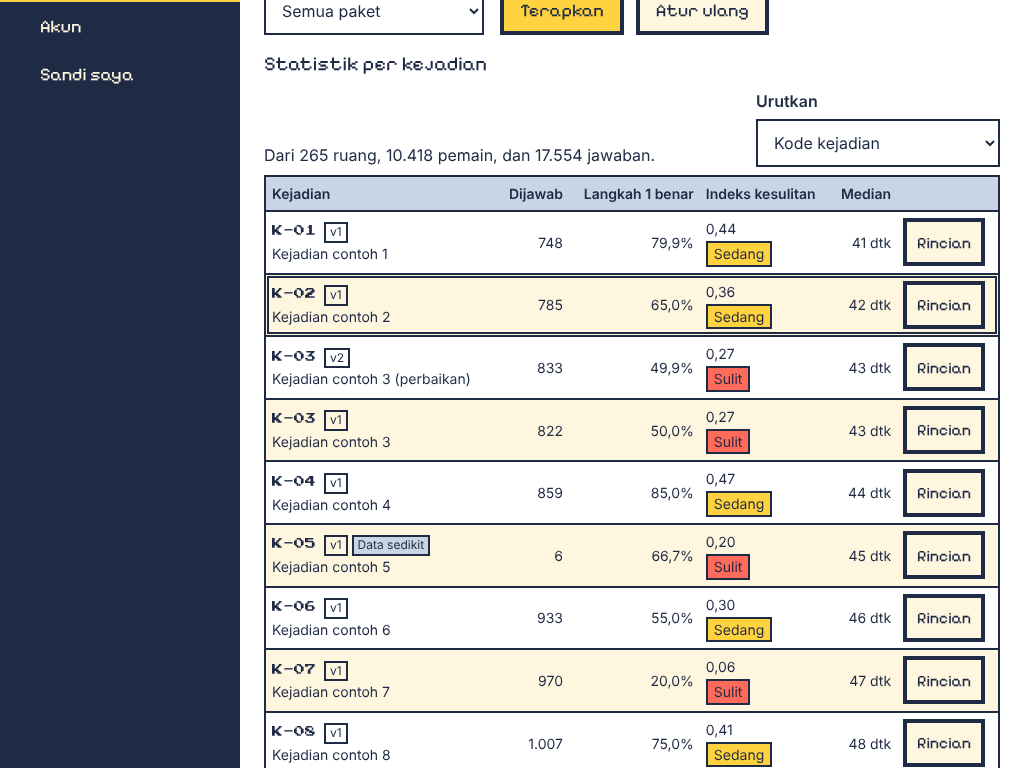 Akun
Sandi saya
Semua paket
Terapkan
Atur ulang
Statistik per kejadian
Urutkan
Kode kejadian
Dari 265 ruang, 10.418 pemain, dan 17.554 jawaban.
Kejadian Dijawab Langkah 1 benar Indeks kesulitan Median
K-01 v1 748 79,9% 0,44 41 dtk Rincian
Kejadian contoh 1 Sedang
K-02 v1 785 65,0% 0,36 42 dtk Rincian
Kejadian contoh 2 Sedang
K-03 v2 833 49,9% 0,27 43 dtk Rincian
Kejadian contoh 3 (perbaikan) Sulit
K-03 v1 822 50,0% 0,27 43 dtk Rincian
Kejadian contoh 3 Sulit
K-04 v1 859 85,0% 0,47 44 dtk Rincian
Kejadian contoh 4 Sedang
K-05 v1 Data sedikit 6 66,7% 0,20 45 dtk Rincian
Kejadian contoh 5 Sulit
K-06 v1 933 55,0% 0,30 46 dtk Rincian
Kejadian contoh 6 Sedang
K-07 v1 970 20,0% 0,06 47 dtk Rincian
Kejadian contoh 7 Sulit
K-08 v1 1.007 75,0% 0,41 48 dtk Rincian
Kejadian contoh 8 Sedang